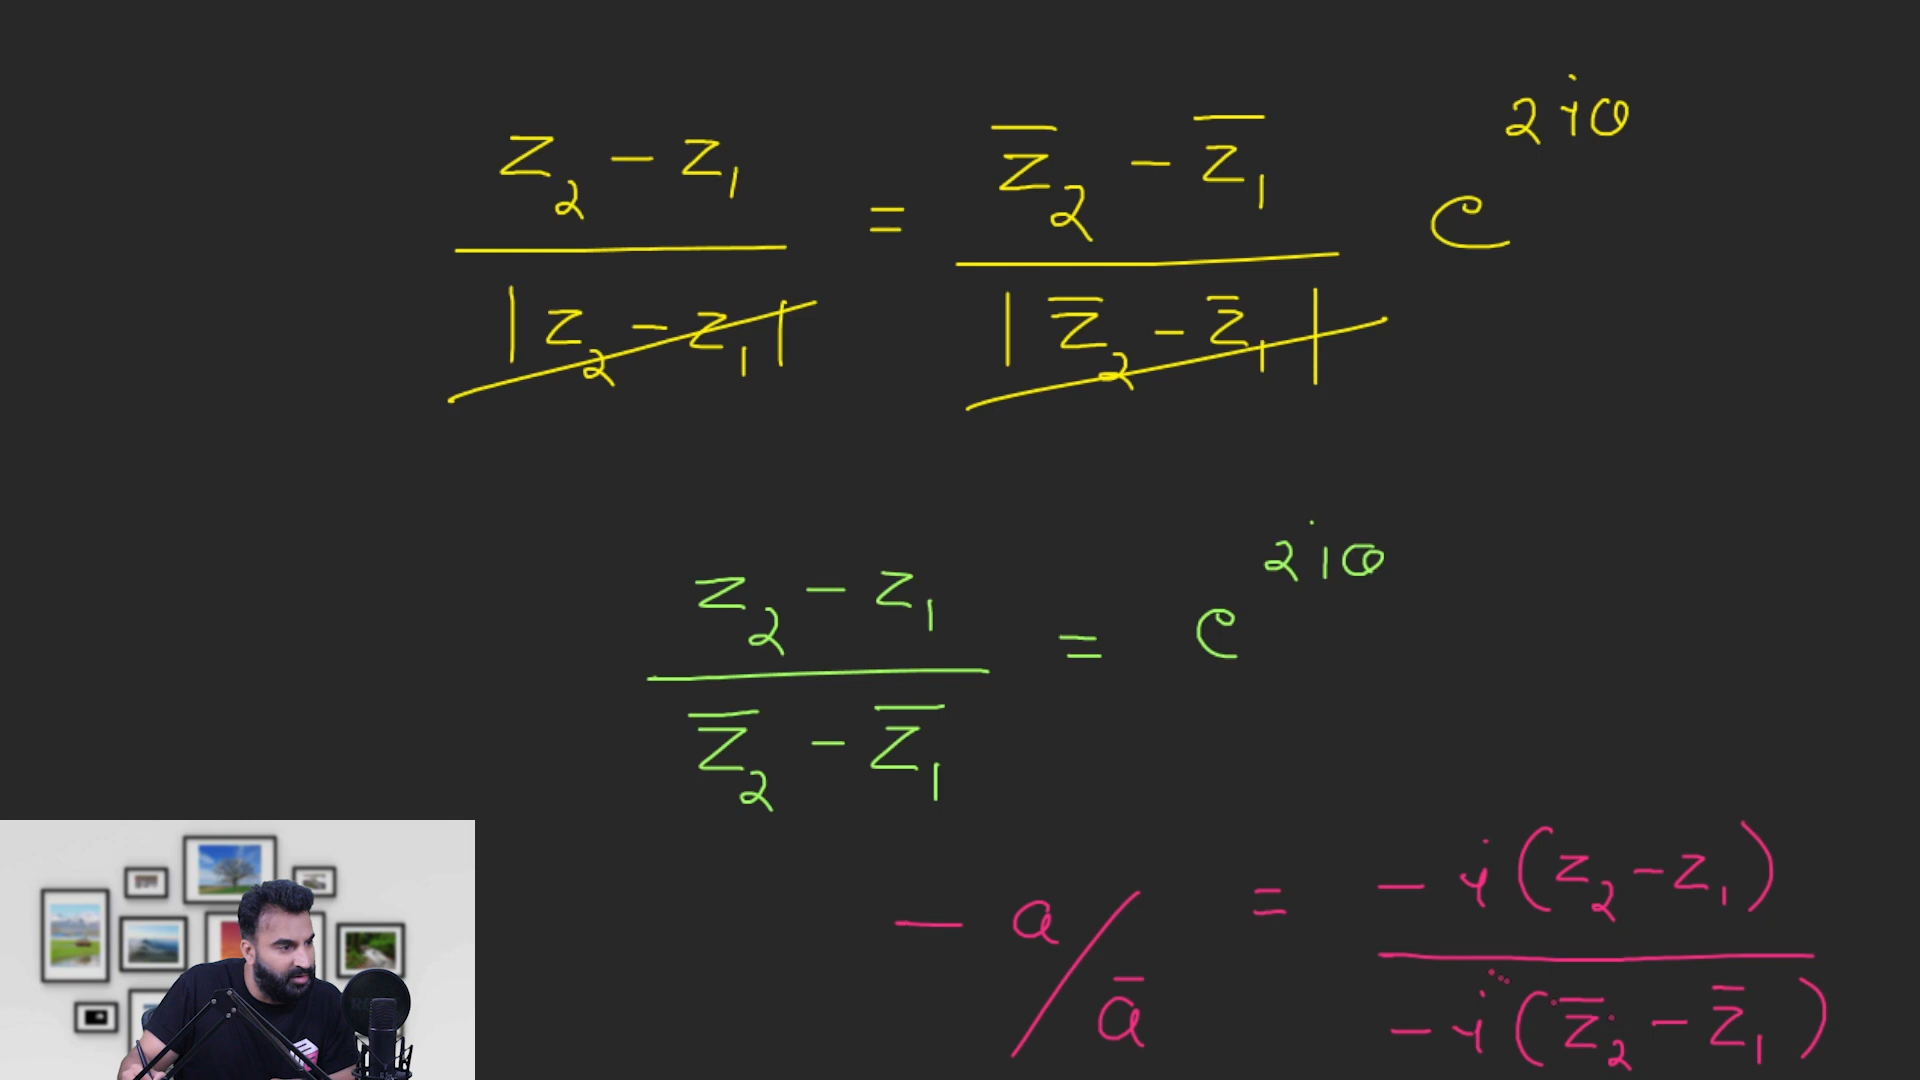 (z₂ - z₁)/|z₂ - z₁| = (z̅₂ - z̅₁)/|z̅₂ - z̅₁| e^(2iθ)
(z₂ - z₁)/(z̅₂ - z̅₁) = e^(2iθ)
- a/a̅ = -i(z₂ - z₁)/-i(z̅₂ - z̅₁)